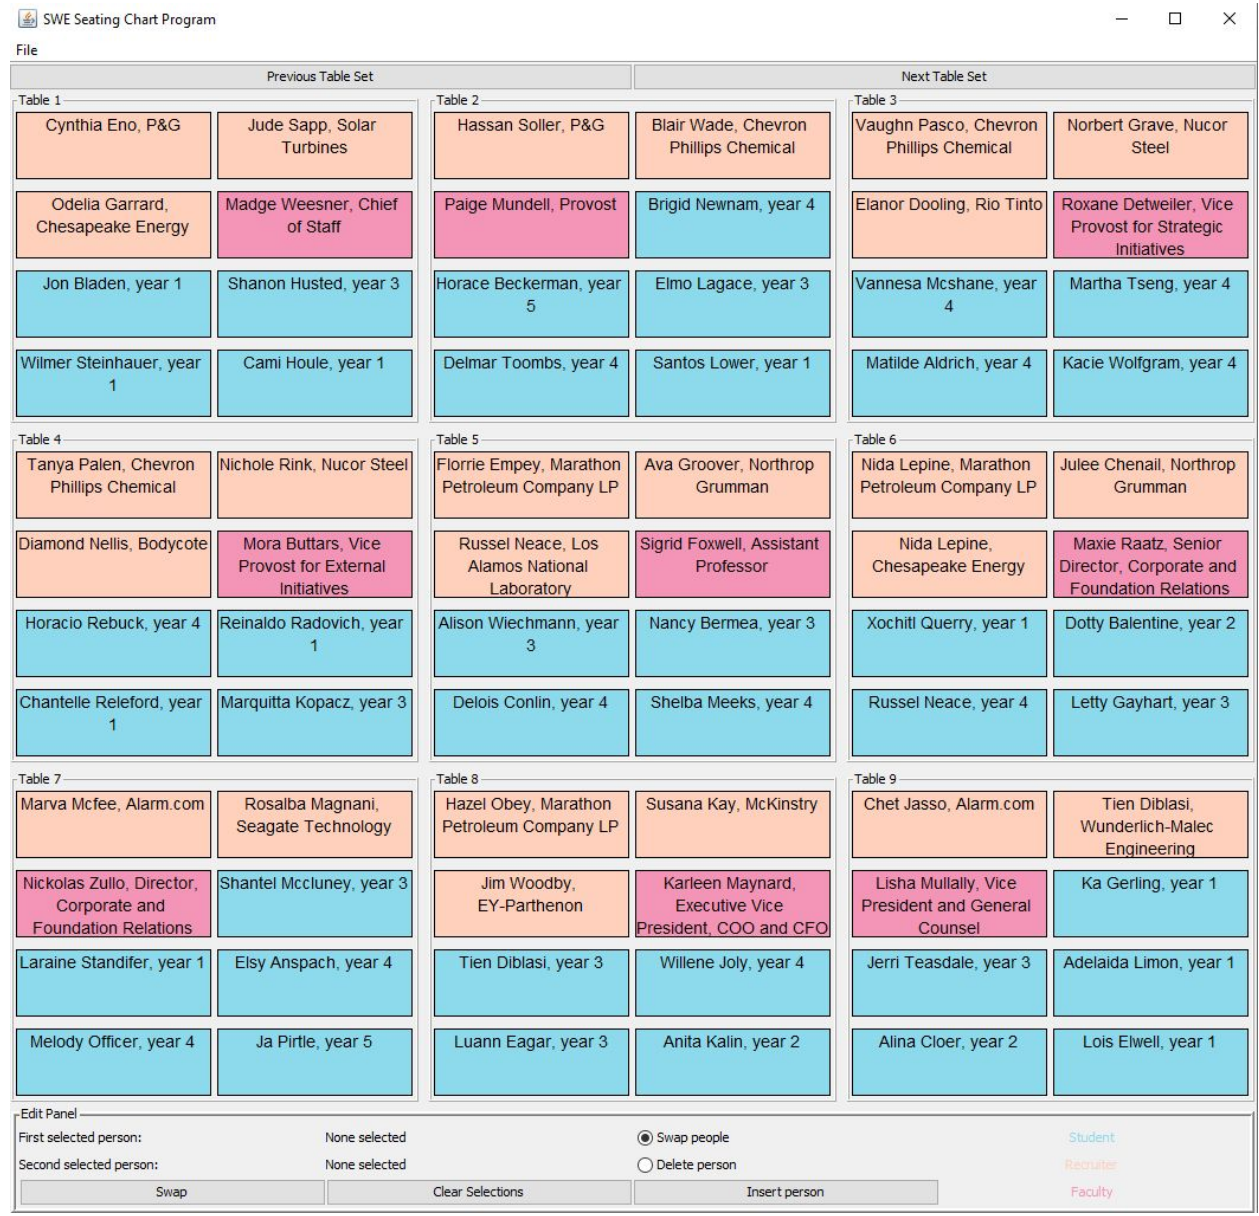 SWE Seating Chart Program
File
Previous Table Set
Next Table Set
Table 1
Cynthia Eno, P&G
Jude Sapp, Solar
Turbines
Odelia Garrard,
Chesapeake Energy
Madge Weesner, Chief
of Staff
Jon Bladen, year 1
Shanon Husted, year 3
Wilmer Steinhauer, year
1
Cami Houle, year 1
Table 2
Hassan Soller, P&G
Blair Wade, Chevron
Phillips Chemical
Paige Mundell, Provost
Brigid Newnam, year 4
Horace Beckerman, year
5
Elmo Lagace, year 3
Delmar Toombs, year 4
Santos Lower, year 1
Table 3
Vaughn Pasco, Chevron
Phillips Chemical
Norbert Grave, Nucor
Steel
Elanor Dooling, Rio Tinto
Roxane Detweiler, Vice
Provost for Strategic
Initiatives
Vannesa Mcshane, year
4
Martha Tseng, year 4
Matilde Aldrich, year 4
Kacie Wolfgram, year 4
Table 4
Tanya Palen, Chevron
Phillips Chemical
Nichole Rink, Nucor Steel
Diamond Nellis, Bodycote
Mora Buttars, Vice
Provost for External
Initiatives
Horacio Rebuck, year 4
Reinaldo Radovich, year
1
Chantelle Releford, year
1
Marquitta Kopacz, year 3
Table 5
Florrie Empey, Marathon
Petroleum Company LP
Ava Groover, Northrop
Grumman
Russel Neace, Los
Alamos National
Laboratory
Sigrid Foxwell, Assistant
Professor
Alison Wiechmann, year
3
Nancy Bermea, year 3
Delois Conlin, year 4
Shelba Meeks, year 4
Table 6
Nida Lepine, Marathon
Petroleum Company LP
Julee Chenail, Northrop
Grumman
Nida Lepine,
Chesapeake Energy
Maxie Raatz, Senior
Director, Corporate and
Foundation Relations
Xochitl Querry, year 1
Dotty Balentine, year 2
Russel Neace, year 4
Letty Gayhart, year 3
Table 7
Marva Mcfee, Alarm.com
Rosalba Magnani,
Seagate Technology
Nickolas Zullo, Director,
Corporate and
Foundation Relations
Shantel Mccluney, year 3
Laraine Standifer, year 1
Elsy Anspach, year 4
Melody Officer, year 4
Ja Pirtle, year 5
Table 8
Hazel Obey, Marathon
Petroleum Company LP
Susana Kay, McKinstry
Jim Woodby,
EY-Parthenon
Karleen Maynard,
Executive Vice
President, COO and CFO
Tien Diblasi, year 3
Willene Joly, year 4
Luann Eagar, year 3
Anita Kalin, year 2
Table 9
Chet Jasso, Alarm.com
Tien Diblasi,
Wunderlich-Malec
Engineering
Lisha Mullally, Vice
President and General
Counsel
Ka Gerling, year 1
Jerri Teasdale, year 3
Adelaida Limon, year 1
Alina Cloer, year 2
Lois Elwell, year 1
Edit Panel
First selected person:
None selected
Swap people
Student
Second selected person:
None selected
Delete person
Recruiter
Swap
Clear Selections
Insert person
Faculty